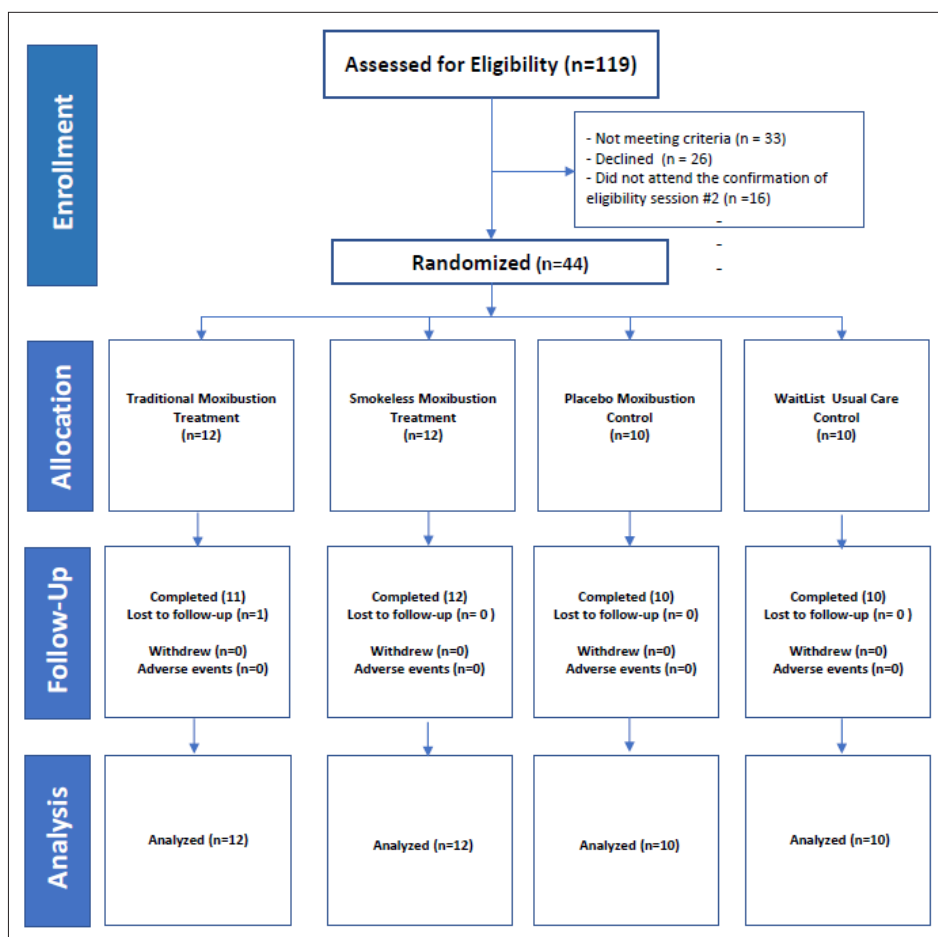 Enrollment
Assessed for Eligibility (n=119)
- Not meeting criteria (n = 33)
- Declined  (n = 26)
- Did not attend the confirmation of
eligibility session #2 (n =16)
-
-
-
Randomized (n=44)
Allocation
Traditional Moxibustion
Treatment
(n=12)
Smokeless Moxibustion
Treatment
(n=12)
Placebo Moxibustion
Control
(n=10)
WaitList  Usual Care
Control
(n=10)
Follow-Up
Completed (11)
Lost to follow-up (n=1)
Withdrew (n=0)
Adverse events (n=0)
Completed (12)
Lost to follow-up (n= 0 )
Withdrew (n=0)
Adverse events (n=0)
Completed (10)
Lost to follow-up (n= 0)
Withdrew (n=0)
Adverse events (n=0)
Completed (10)
Lost to follow-up (n= 0 )
Withdrew (n=0)
Adverse events (n=0)
Analysis
Analyzed (n=12)
Analyzed (n=12)
Analyzed (n=10)
Analyzed (n=10)